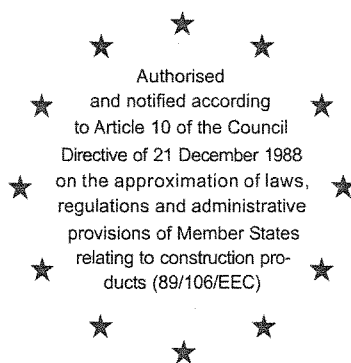 Authorised
and notified according
to Article 10 of the Council
Directive of 21 December 1988
on the approximation of laws,
regulations and administrative
provisions of Member States
relating to construction pro-
ducts (89/106/EEC)